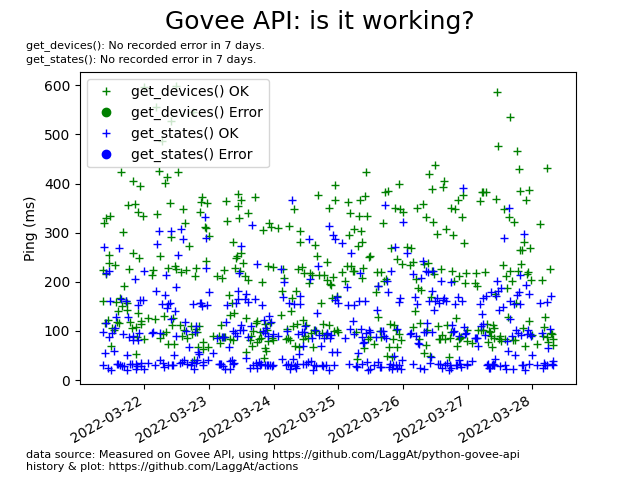 Govee API: is it working?
get_devices(): No recorded error in 7 days.
get_states(): No recorded error in 7 days.
600
500
400
300
200
100
0
Ping (ms)
get_devices() OK
get_devices() Error
get_states() OK
get_states() Error
2022-03-22
2022-03-23
2022-03-24
2022-03-25
2022-03-26
2022-03-27
2022-03-28
data source: Measured on Govee API, using https://github.com/LaggAt/python-govee-api
history & plot: https://github.com/LaggAt/actions